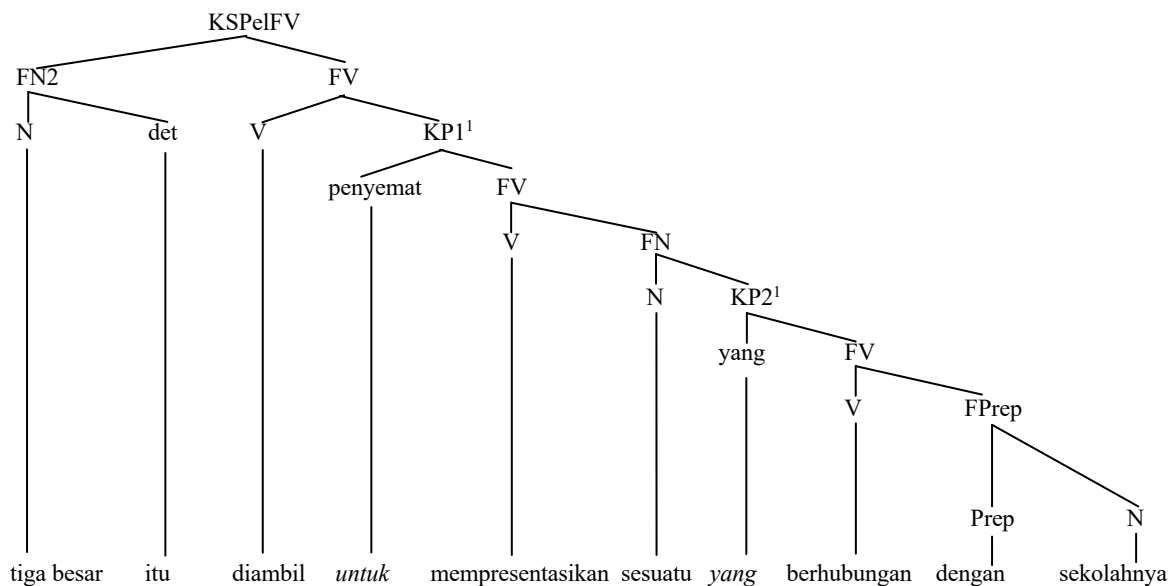 KSPelFV
FN2 FV
N det V KP1¹
penyemat FV
V FN
N KP2¹
yang FV
V FPrep
Prep N
tiga besar itu diambil untuk mempresentasikan sesuatu yang berhubungan dengan sekolahnya